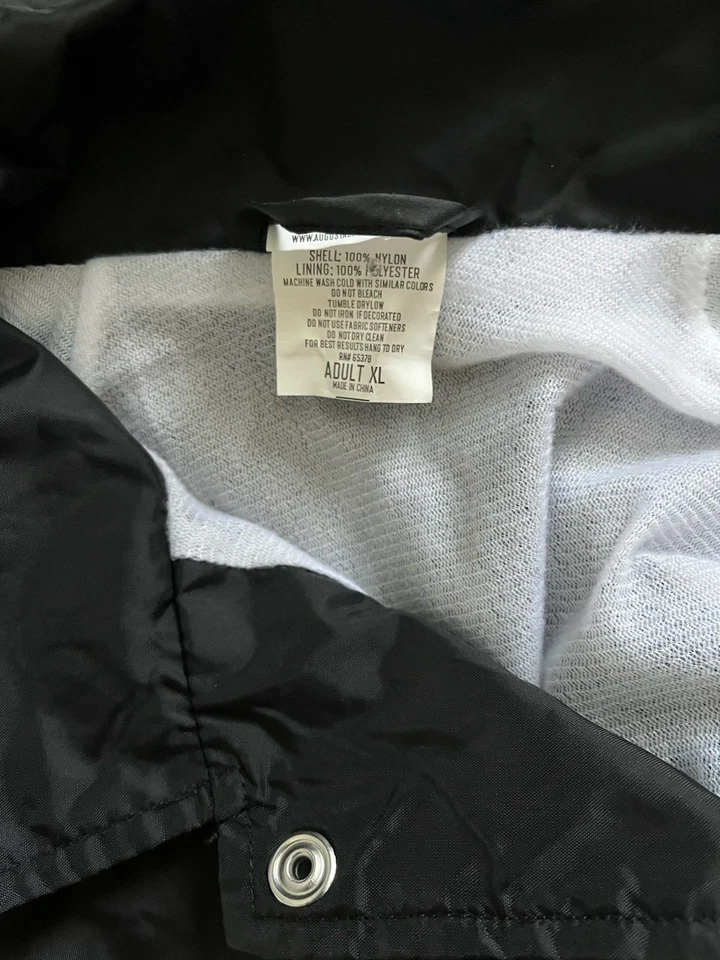 SHELL: 100% NYLON
LINING: 100% POLYESTER
MACHINE WASH COLD WITH SIMILAR COLORS
DO NOT BLEACH
TUMBLE DRY LOW
DO NOT IRON IF DECORATED
DO NOT USE FABRIC SOFTENERS
DO NOT DRY CLEAN
FOR BEST RESULTS HANG TO DRY
RN# 65378
ADULT XL
MADE IN CHINA